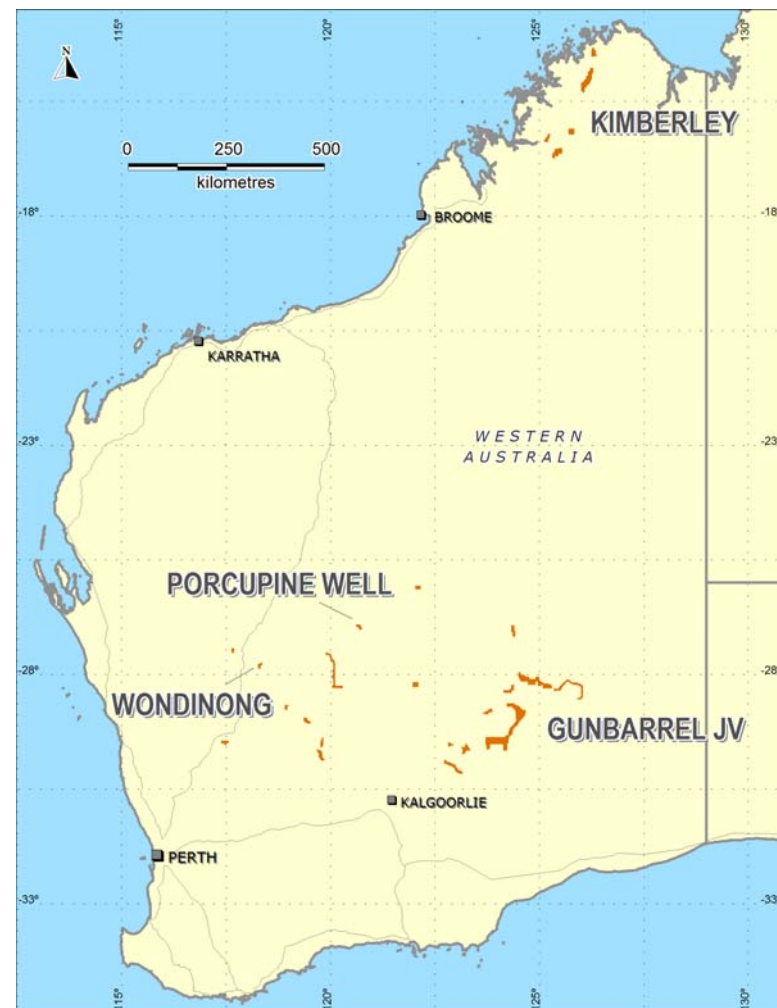 115°
120°
125°
130°
N
KIMBERLEY
0 250 500
kilometres
-18°
BROOME
-18°
KARRATHA
WESTERN
AUSTRALIA
-23°
-23°
PORCUPINE WELL
-28°
-28°
WONDINONG
GUNBARREL JV
KALGOORLIE
PERTH
-33°
-33°
115°
120°
125°
130°